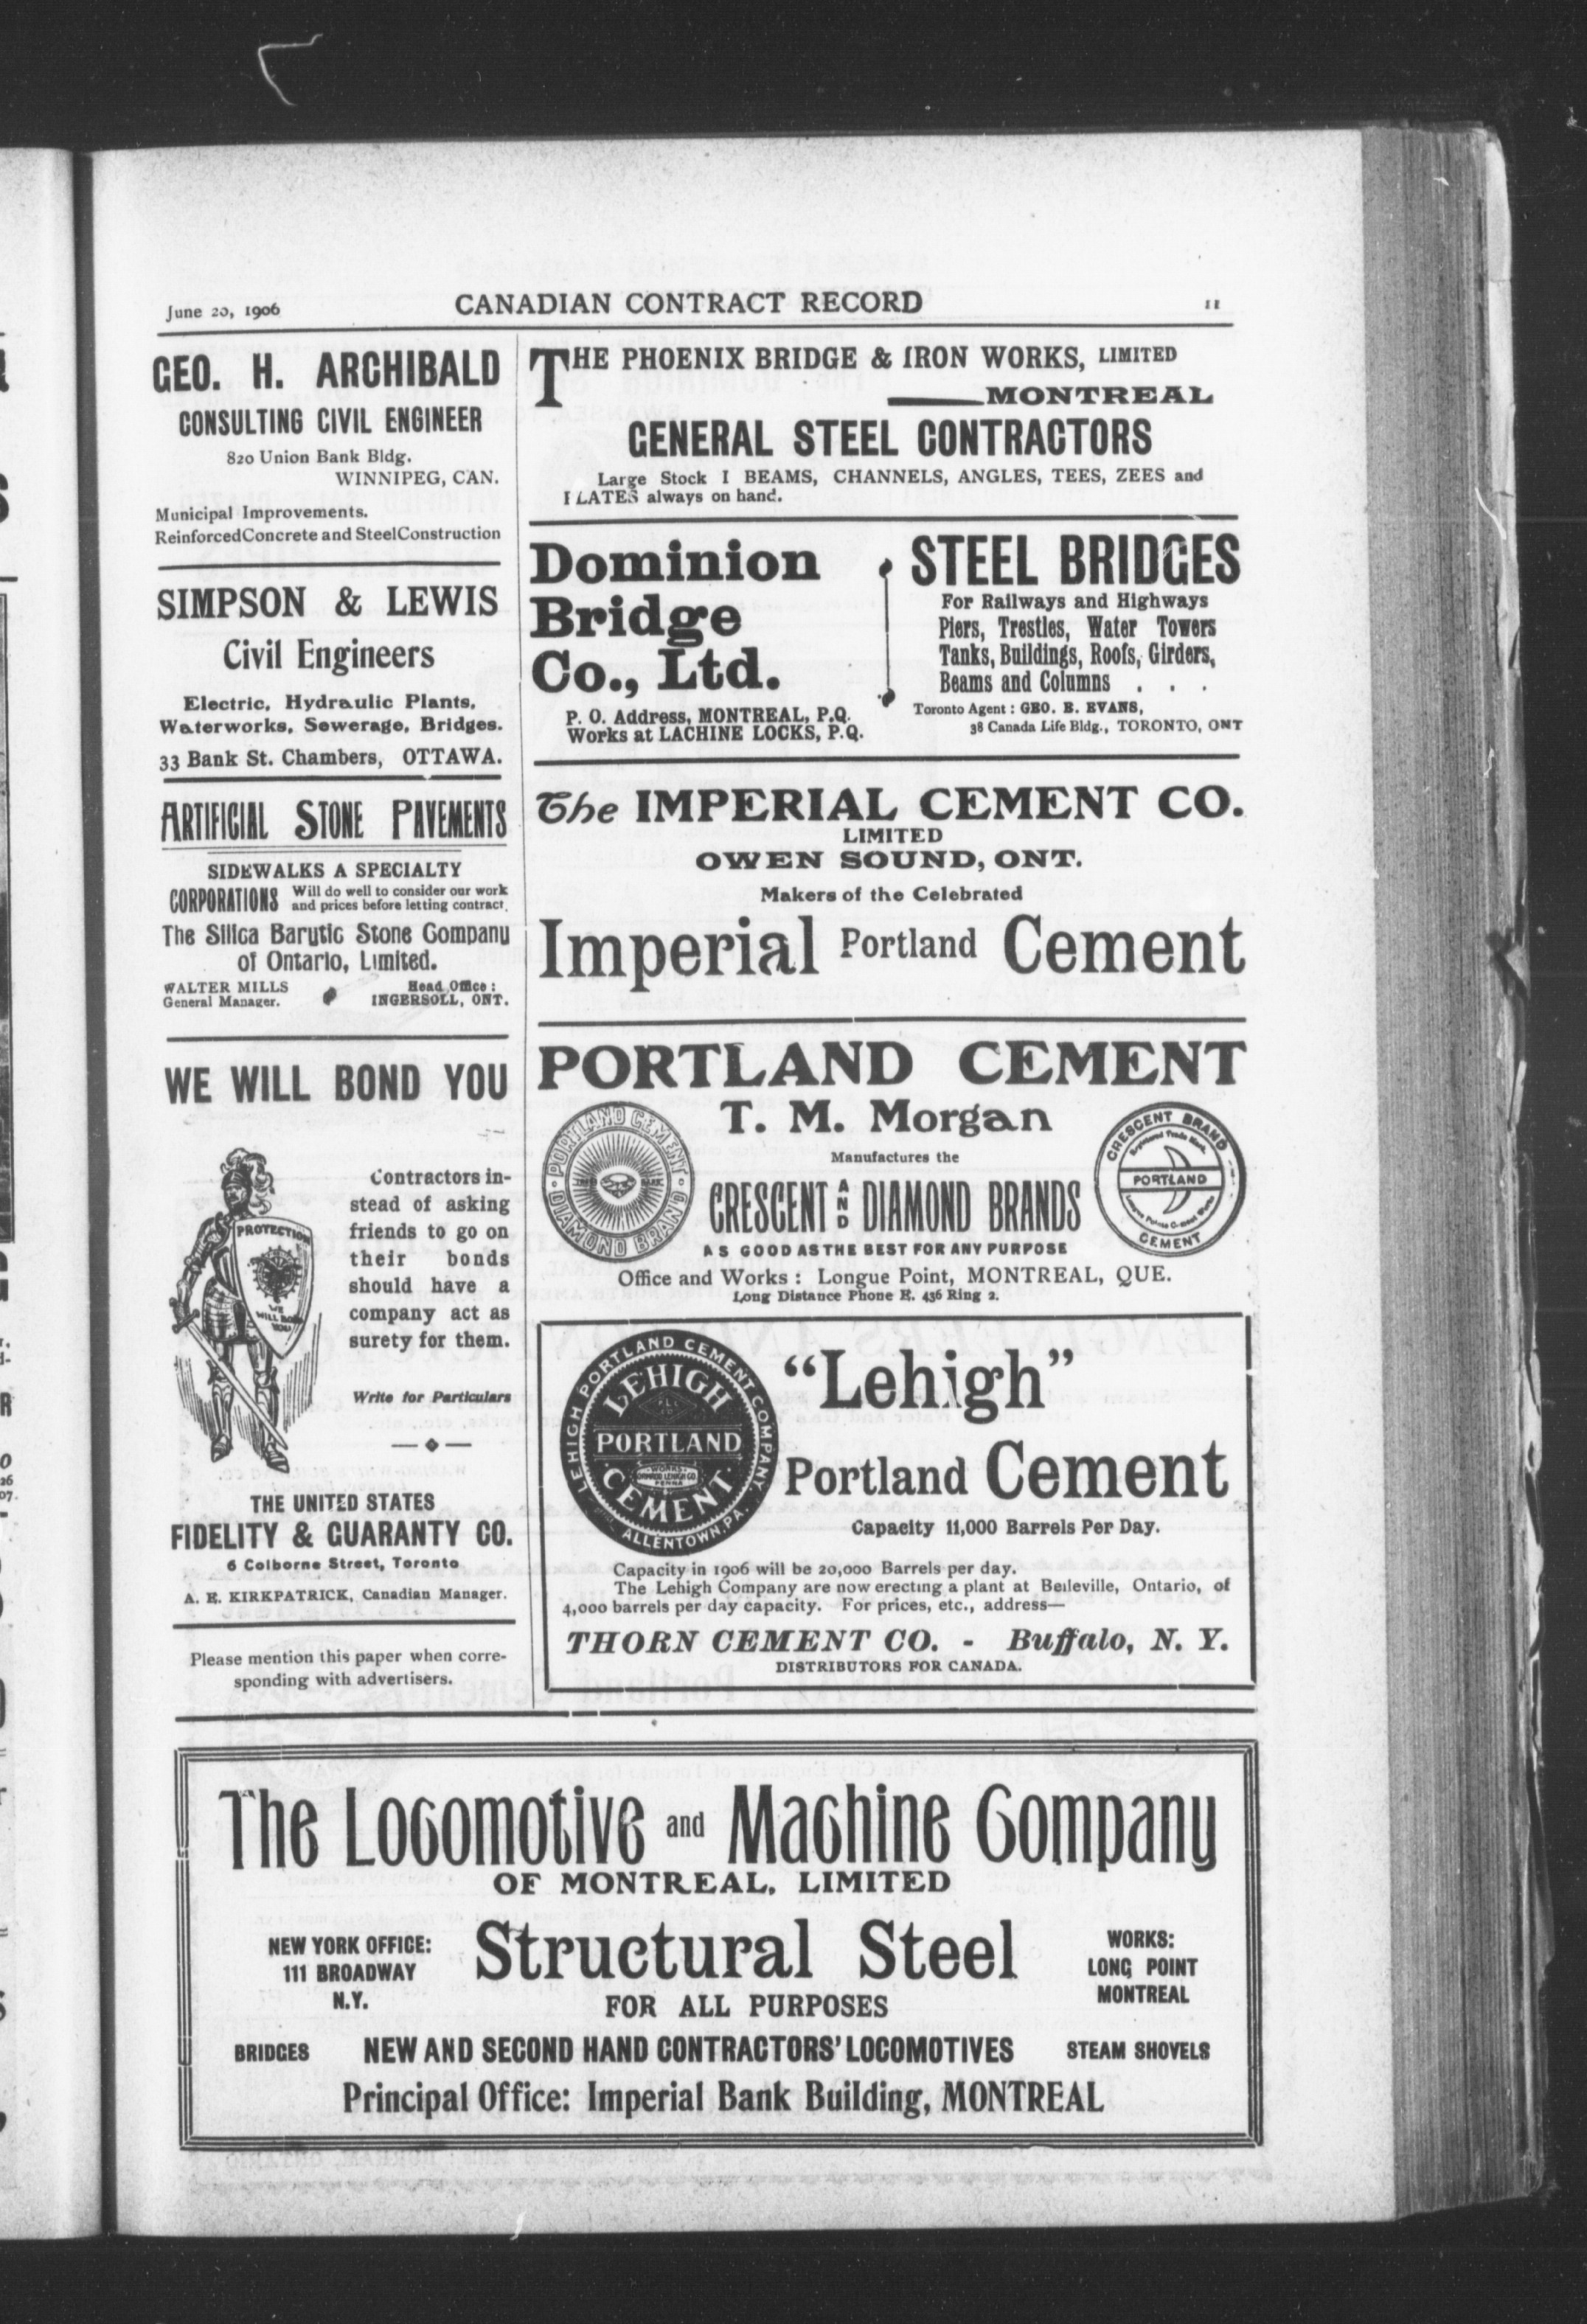 June 20, 1906
CANADIAN CONTRACT RECORD
11
GEO. H. ARCHIBALD
CONSULTING CIVIL ENGINEER
820 Union Bank Bldg.
WINNIPEG, CAN.
Municipal Improvements.
Reinforced Concrete and Steel Construction
SIMPSON & LEWIS
Civil Engineers
Electric, Hydraulic Plants,
Waterworks, Sewerage, Bridges.
33 Bank St. Chambers, OTTAWA.
ARTIFICIAL STONE PAVEMENTS
SIDEWALKS A SPECIALTY
CORPORATIONS Will do well to consider our work
and prices before letting contract.
The Silica Barytic Stone Company
of Ontario, Limited.
WALTER MILLS
General Manager.
Head Office:
INGERSOLL, ONT.
WE WILL BOND YOU
PROTECTION
WE
WILL BOND
YOU
Contractors in-
stead of asking
friends to go on
their bonds
should have a
company act as
surety for them.
Write for Particulars
THE UNITED STATES
FIDELITY & GUARANTY CO.
6 Colborne Street, Toronto
A. E. KIRKPATRICK, Canadian Manager.
Please mention this paper when corre-
sponding with advertisers.
THE PHOENIX BRIDGE & IRON WORKS, LIMITED
MONTREAL
GENERAL STEEL CONTRACTORS
Large Stock I BEAMS, CHANNELS, ANGLES, TEES, ZEES and
PLATES always on hand.
Dominion
Bridge
Co., Ltd.
P. O. Address, MONTREAL, P.Q.
Works at LACHINE LOCKS, P.Q.
STEEL BRIDGES
For Railways and Highways
Piers, Trestles, Water Towers
Tanks, Buildings, Roofs, Girders,
Beams and Columns . . .
Toronto Agent: GEO. E. EVANS,
38 Canada Life Bldg., TORONTO, ONT
The IMPERIAL CEMENT CO.
LIMITED
OWEN SOUND, ONT.
Makers of the Celebrated
Imperial Portland Cement
PORTLAND CEMENT
T. M. Morgan
Manufactures the
CRESCENT AND DIAMOND BRANDS
AS GOOD AS THE BEST FOR ANY PURPOSE
Office and Works: Longue Point, MONTREAL, QUE.
Long Distance Phone E. 436 Ring 2.
PORTLAND CEMENT
DIAMOND BRAND
CRESCENT BRAND
Registered Trade Mark
PORTLAND
CEMENT
LEHIGH PORTLAND CEMENT COMPANY.
ALLENTOWN, PA.
LEHIGH
PORTLAND
CEMENT
"Lehigh"
Portland Cement
Capacity 11,000 Barrels Per Day.
Capacity in 1906 will be 20,000 Barrels per day.
The Lehigh Company are now erecting a plant at Belleville, Ontario, of
4,000 barrels per day capacity. For prices, etc., address—
THORN CEMENT CO. - Buffalo, N. Y.
DISTRIBUTORS FOR CANADA.
The Locomotive and Machine Company
OF MONTREAL, LIMITED
NEW YORK OFFICE:
111 BROADWAY
N.Y.
Structural Steel
FOR ALL PURPOSES
WORKS:
LONG POINT
MONTREAL
BRIDGES
NEW AND SECOND HAND CONTRACTORS' LOCOMOTIVES
STEAM SHOVELS
Principal Office: Imperial Bank Building, MONTREAL